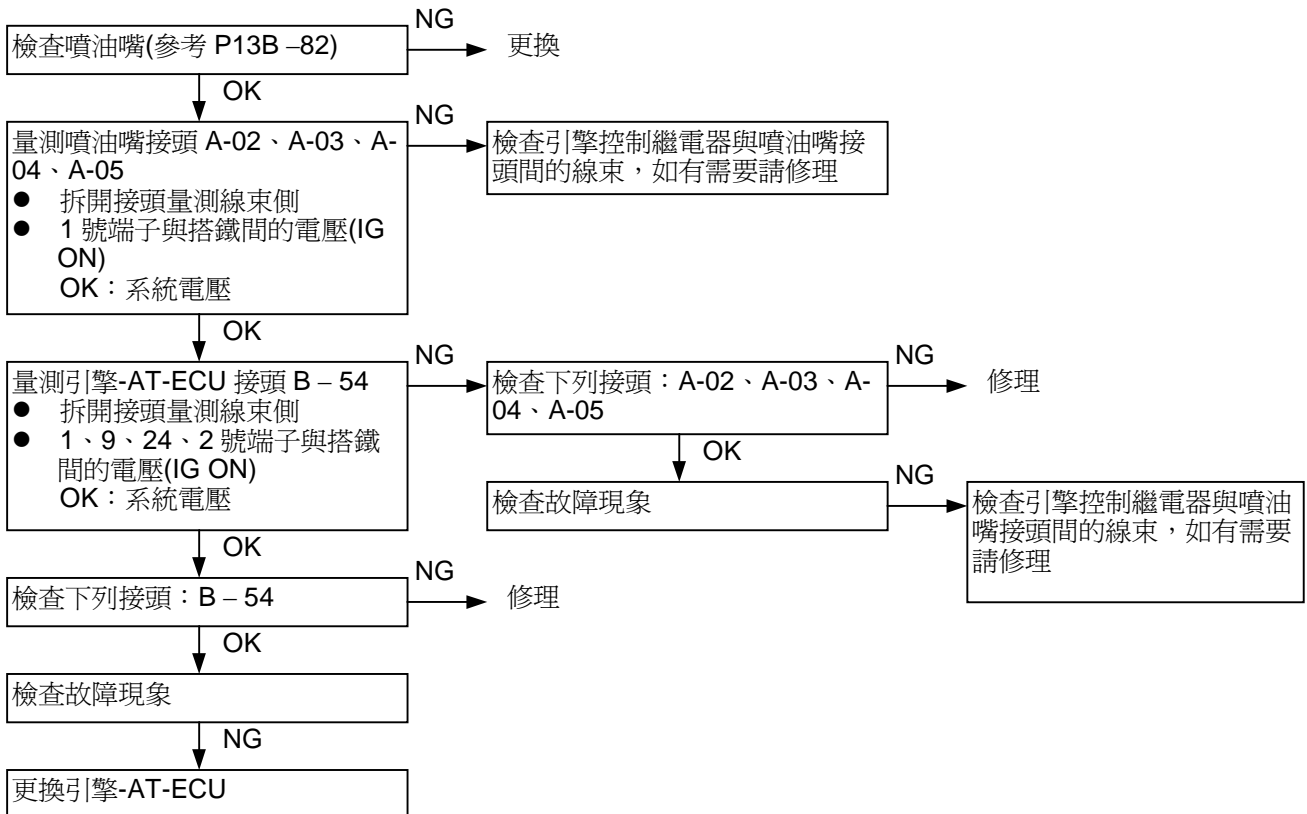 檢查噴油嘴(參考 P13B –82)
NG
更換
OK
量測噴油嘴接頭 A-02、A-03、A-
04、A-05
● 拆開接頭量測線束側
● 1 號端子與搭鐵間的電壓(IG
ON)
OK：系統電壓
NG
檢查引擎控制繼電器與噴油嘴接
頭間的線束，如有需要請修理
OK
量測引擎-AT-ECU 接頭 B – 54
● 拆開接頭量測線束側
● 1、9、24、2 號端子與搭鐵
間的電壓(IG ON)
OK：系統電壓
NG
檢查下列接頭：A-02、A-03、A-
04、A-05
NG
修理
OK
檢查故障現象
NG
檢查引擎控制繼電器與噴油
嘴接頭間的線束，如有需要
請修理
OK
檢查下列接頭：B – 54
NG
修理
OK
檢查故障現象
NG
更換引擎-AT-ECU